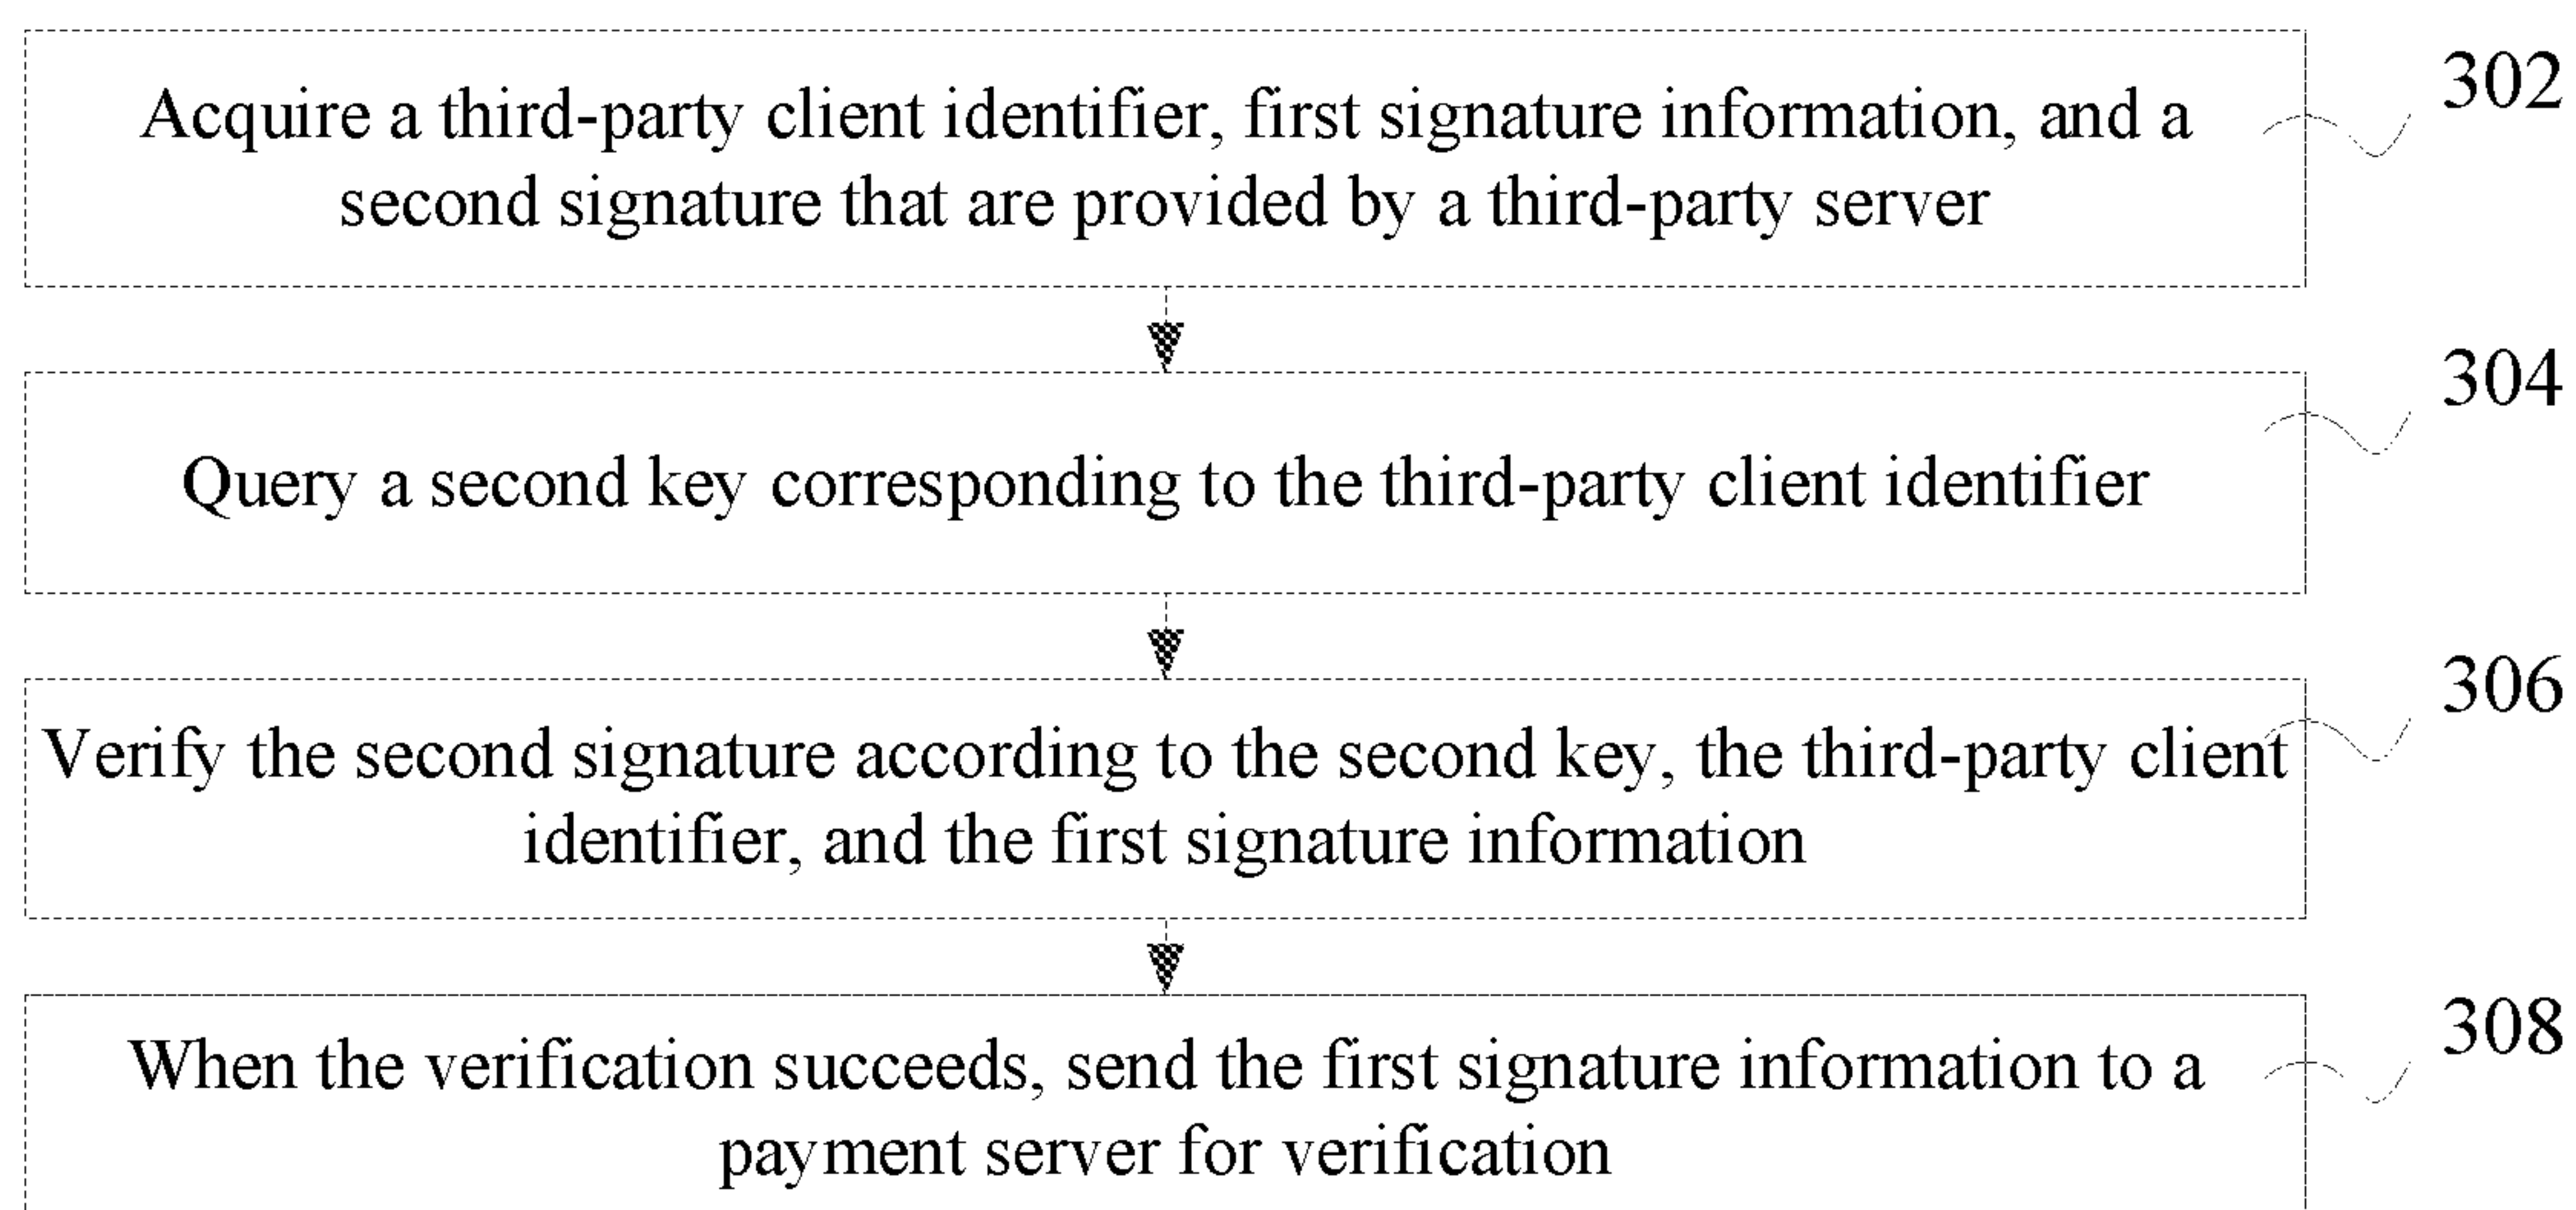 Acquire a third-party client identifier, first signature information, and a
second signature that are provided by a third-party server
302
Query a second key corresponding to the third-party client identifier
304
Verify the second signature according to the second key, the third-party client
identifier, and the first signature information
306
When the verification succeeds, send the first signature information to a
payment server for verification
308